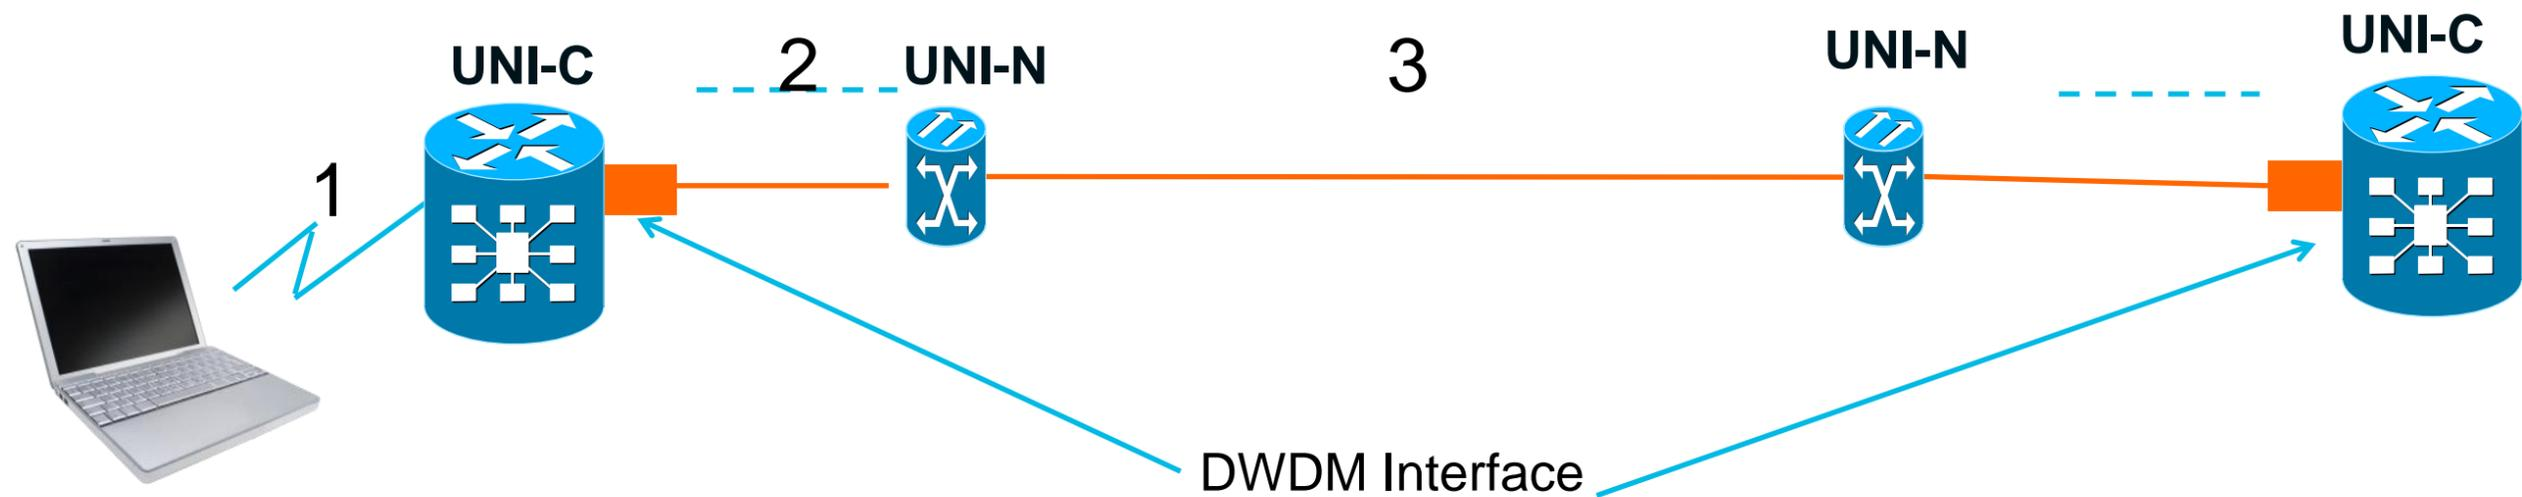 UNI-C
2
UNI-N
3
UNI-N
UNI-C
1
DWDM Interface